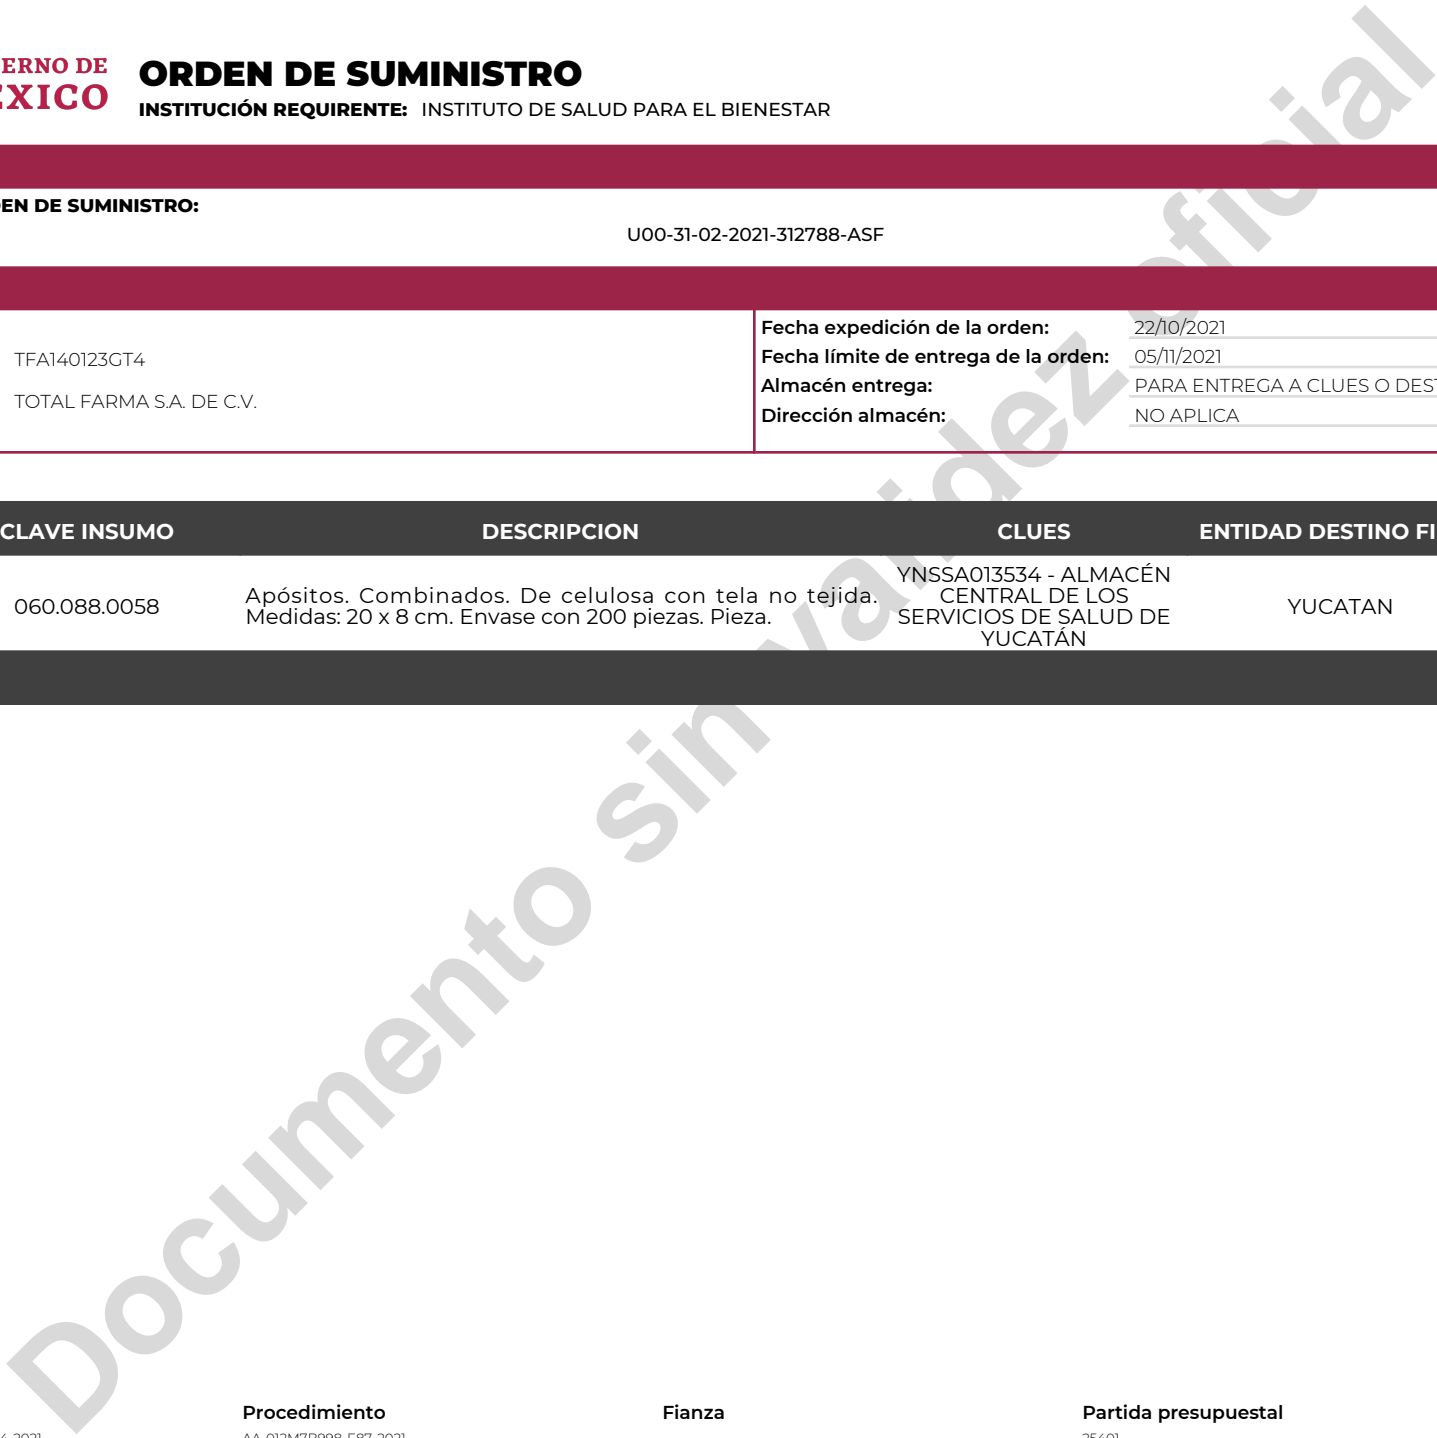 ERNO DE
EXICO
ORDEN DE SUMINISTRO
INSTITUCIÓN REQUIRENTE: INSTITUTO DE SALUD PARA EL BIENESTAR
EN DE SUMINISTRO:
U00-31-02-2021-312788-ASF
TFA140123GT4
TOTAL FARMA S.A. DE C.V.
Fecha expedición de la orden: 22/10/2021
Fecha límite de entrega de la orden: 05/11/2021
Almacén entrega: PARA ENTREGA A CLUES O DEST
Dirección almacén: NO APLICA
CLAVE INSUMO DESCRIPCION CLUES ENTIDAD DESTINO FI
060.088.0058
Apósitos. Combinados. De celulosa con tela no tejida.
Medidas: 20 x 8 cm. Envase con 200 piezas. Pieza.
YNSSA013534 - ALMACÉN
CENTRAL DE LOS
SERVICIOS DE SALUD DE
YUCATÁN
YUCATAN
Documento sin validez oficial
Procedimiento Fianza Partida presupuestal